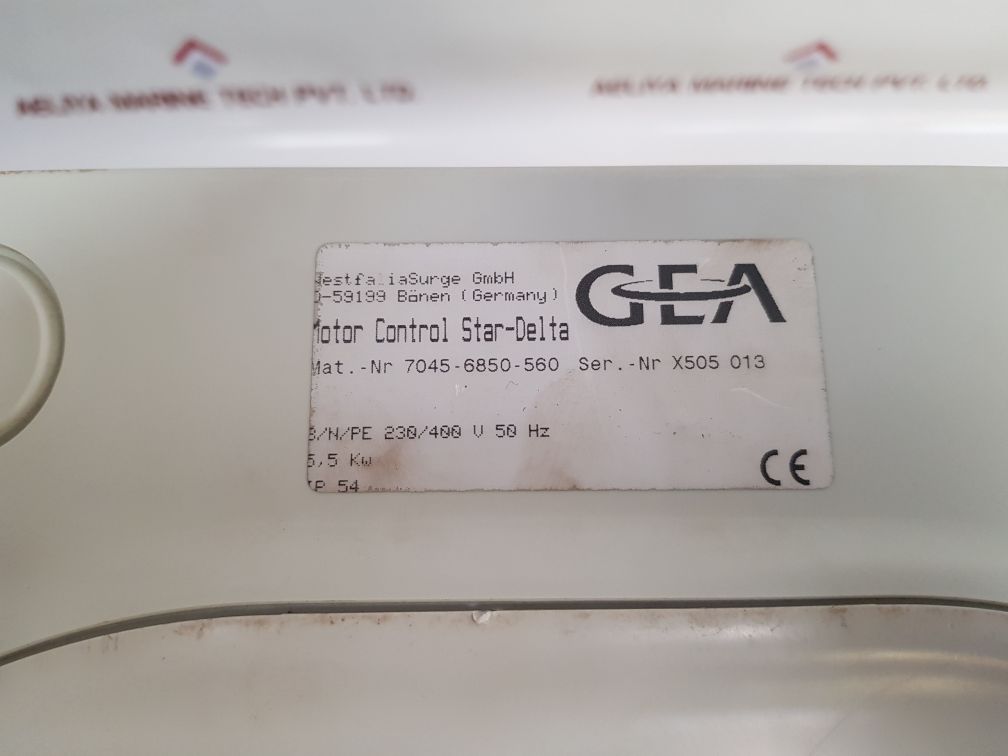 AELIYA MARINE TECH PVT. LTD
AELIYA MARINE TECH PVT. LTD
WestfaliaSurge GmbH
D-59199 Bönen (Germany)
GEA
Motor Control Star-Delta
Mat.-Nr 7045-6850-560 Ser.-Nr X505 013
3/N/PE 230/400 V 50 Hz
5,5 Kw
IP 54
CE